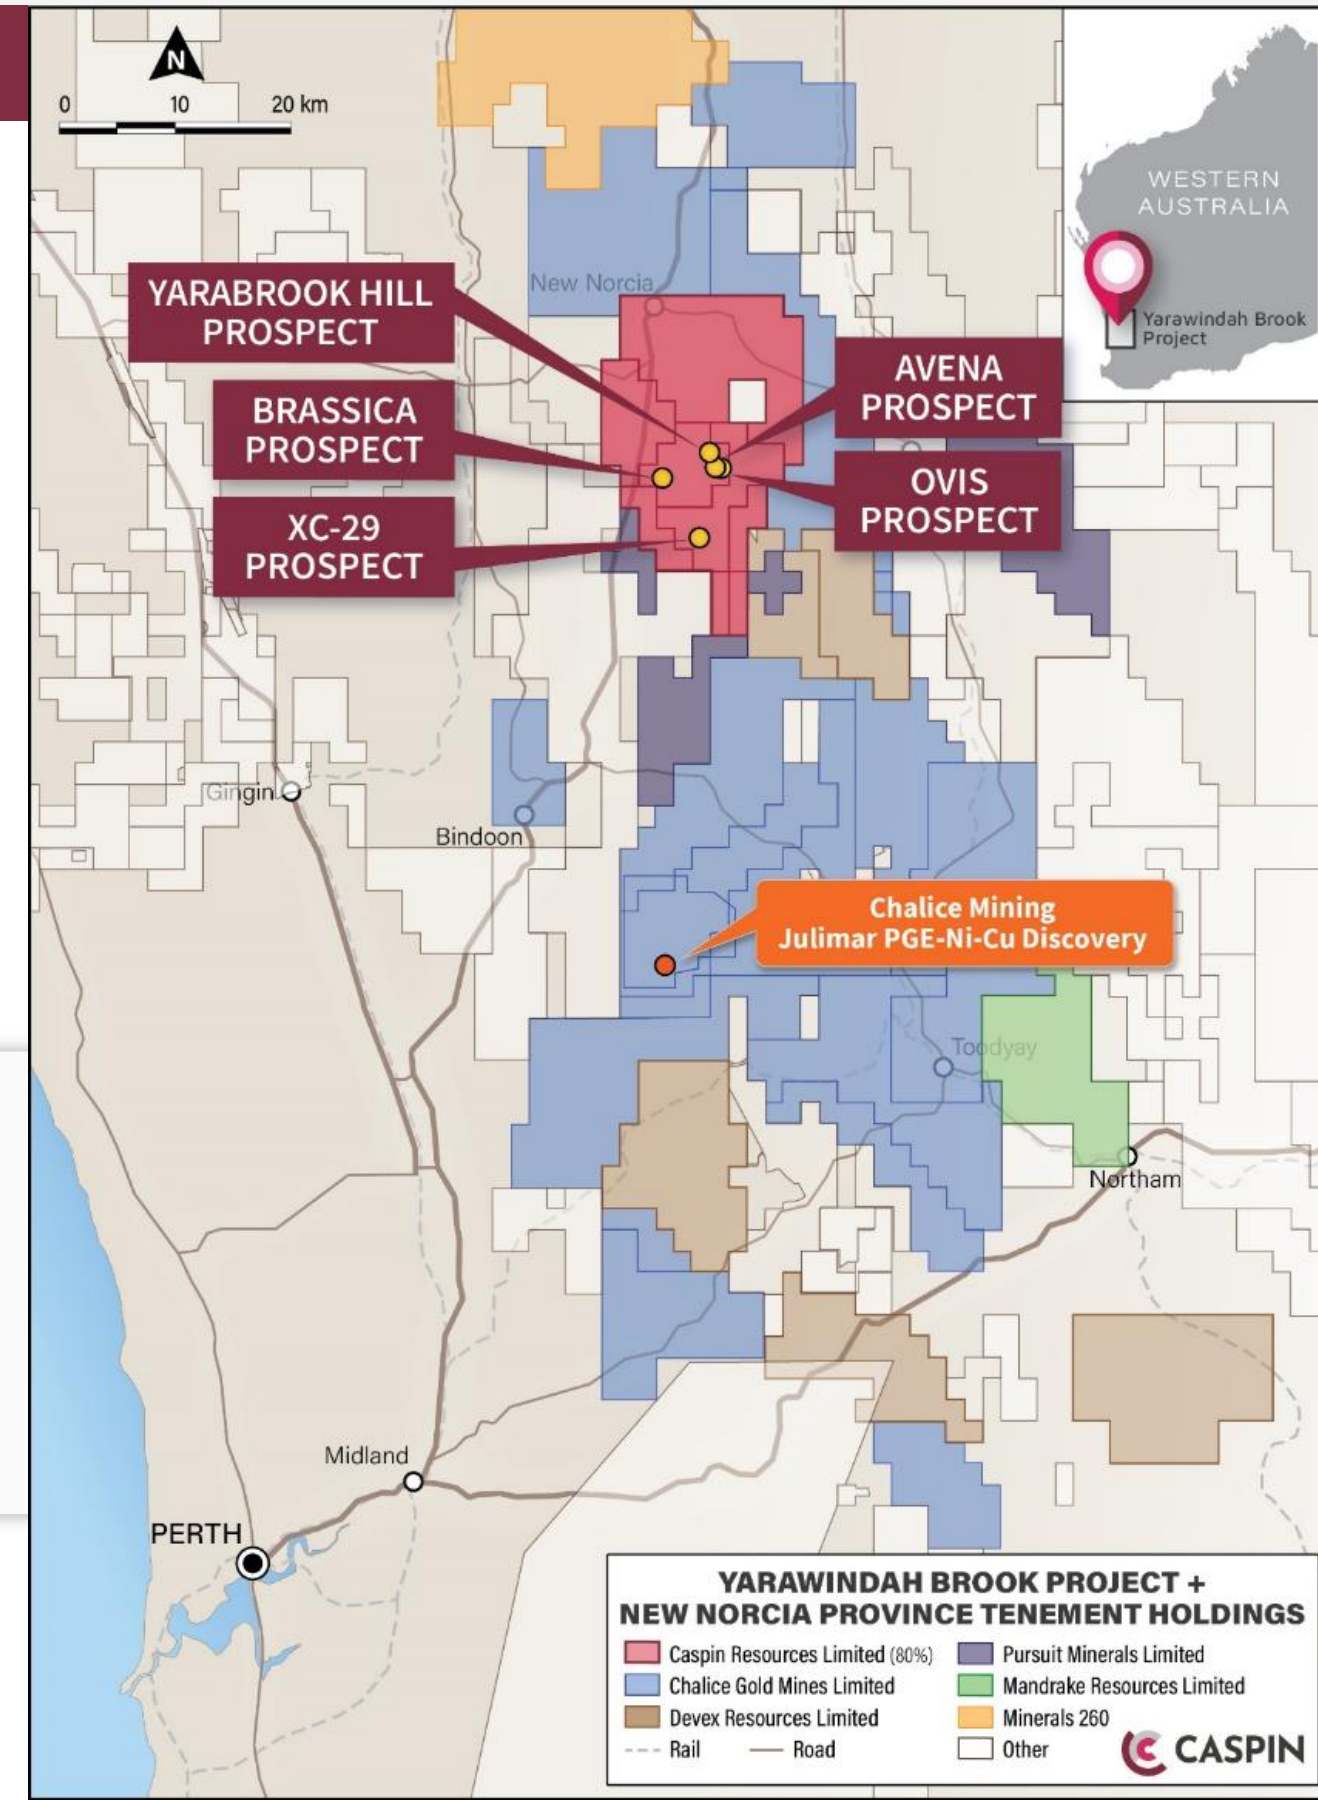 N
0 10 20 km
WESTERN
AUSTRALIA
Yarawindah Brook
Project
New Norcia
YARABROOK HILL
PROSPECT
BRASSICA
PROSPECT
XC-29
PROSPECT
AVENA
PROSPECT
OVIS
PROSPECT
Gingin
Bindoon
Chalice Mining
Julimar PGE-Ni-Cu Discovery
Toodyay
Northam
Midland
PERTH
YARAWINDAH BROOK PROJECT +
NEW NORCIA PROVINCE TENEMENT HOLDINGS
Caspin Resources Limited (80%)
Chalice Gold Mines Limited
Devex Resources Limited
Rail
Road
Pursuit Minerals Limited
Mandrake Resources Limited
Minerals 260
Other
CASPIN